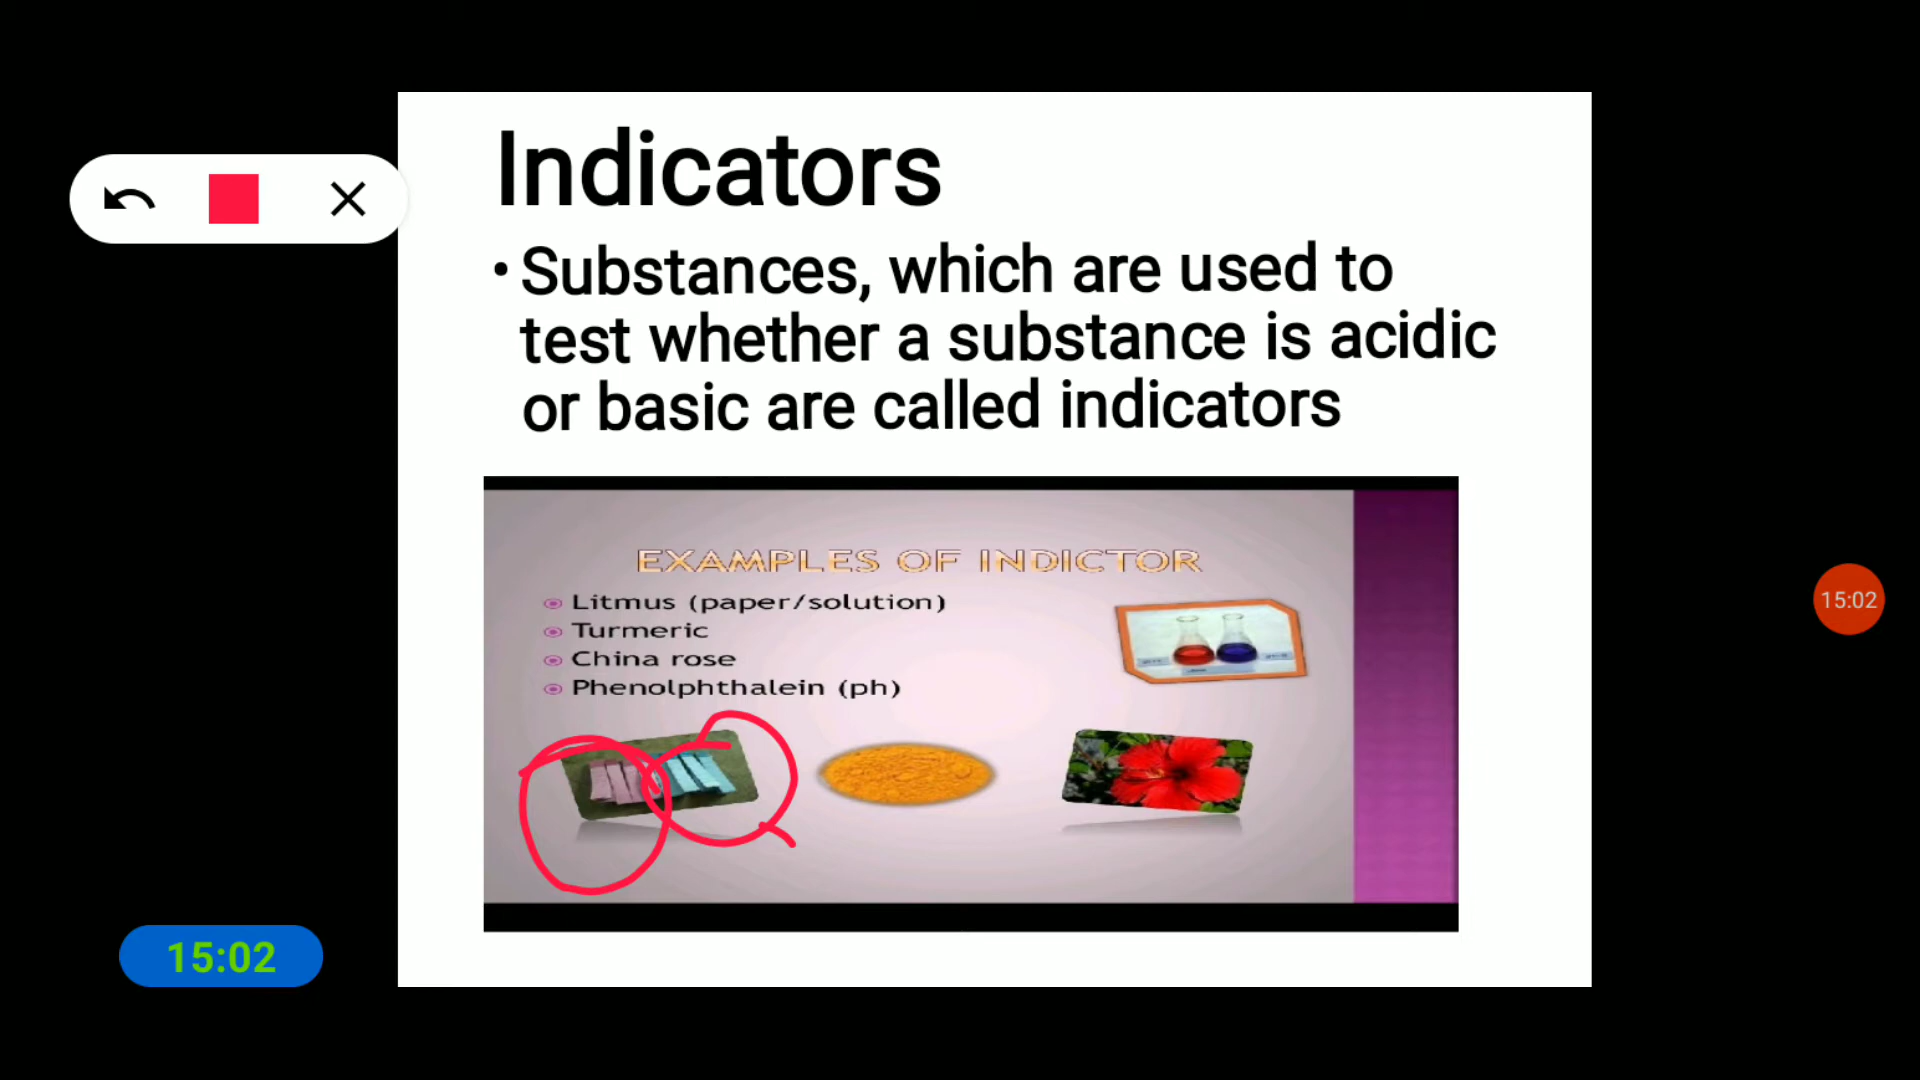 Indicators
• Substances, which are used to
test whether a substance is acidic
or basic are called indicators
EXAMPLES OF INDICTOR
Litmus (paper/solution)
Turmeric
China rose
Phenolphthalein (ph)
15:02
15:02